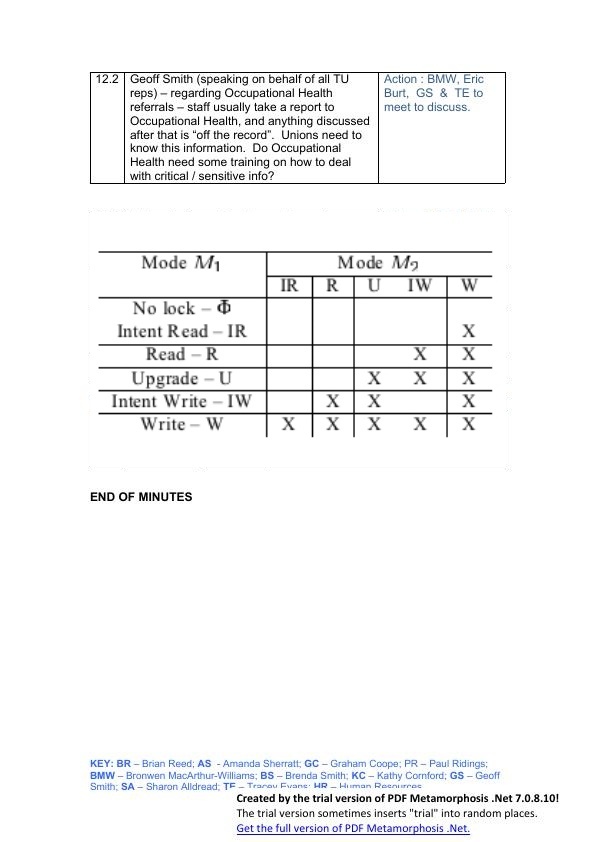 12.2 Geoff Smith (speaking on behalf of all TU Action : BMW, Eric
reps) – regarding Occupational Health Burt, GS & TE to
referrals – staff usually take a report to meet to discuss.
Occupational Health, and anything discussed
after that is “off the record”. Unions need to
know this information. Do Occupational
Health need some training on how to deal
with critical / sensitive info?
Mode M1 Mode M2
IR R U IW W
No lock – Φ
Intent Read – IR X
Read – R X X
Upgrade – U X X X
Intent Write – IW X X X
Write – W X X X X X
END OF MINUTES
KEY: BR – Brian Reed; AS - Amanda Sherratt; GC – Graham Coope; PR – Paul Ridings;
BMW – Bronwen MacArthur-Williams; BS – Brenda Smith; KC – Kathy Cornford; GS – Geoff
Smith; SA – Sharon Alldread; TE – Tracey Evans; HR – Human Resources
Created by the trial version of PDF Metamorphosis .Net 7.0.8.10!
The trial version sometimes inserts "trial" into random places.
Get the full version of PDF Metamorphosis .Net.